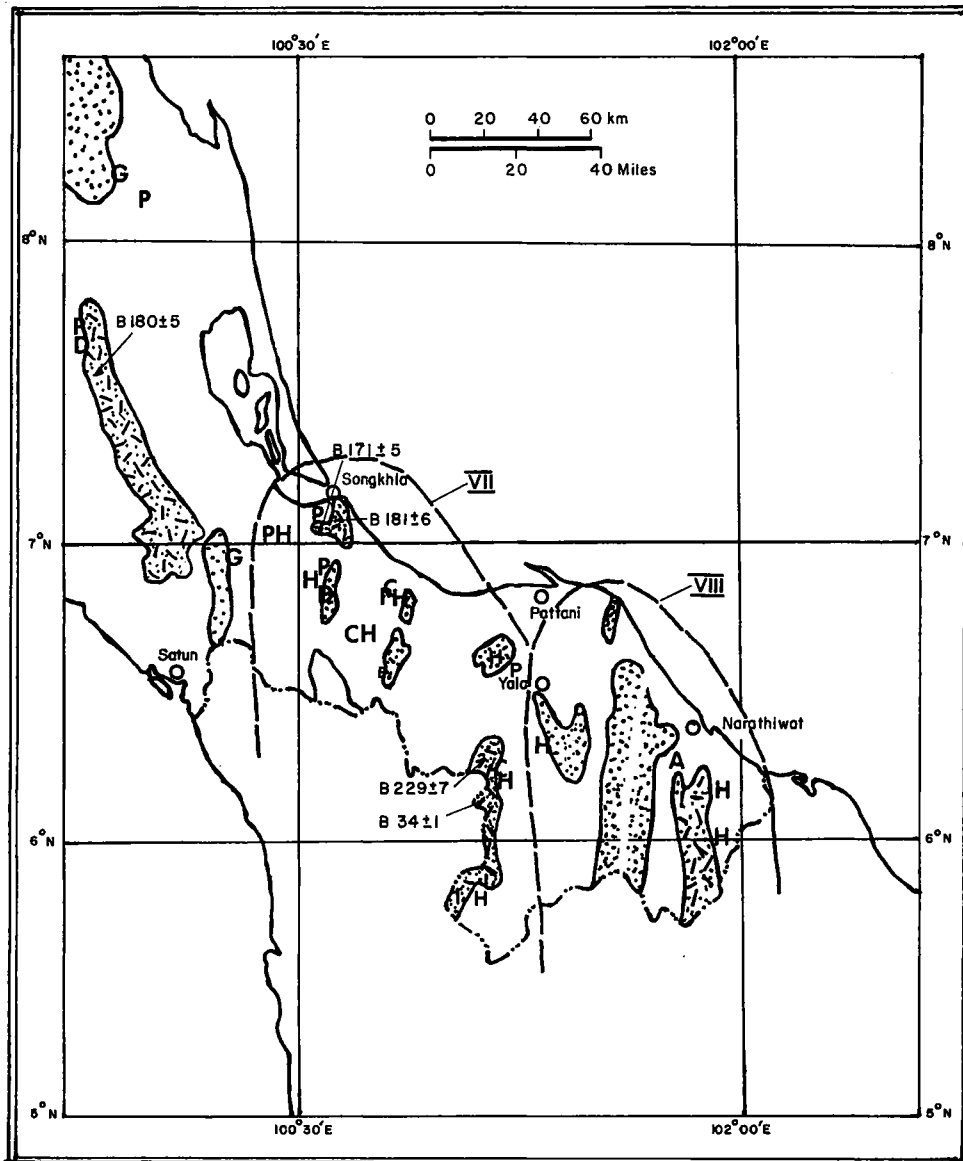 100°30′E 102°00′E
0 20 40 60 km
0 20 40 Miles
G
P
8°N 8°N
D
B 180±5
B 171±5
Songkhla
VII
P
B 181±6
PH
7°N 7°N
G
P
H
VIII
Pattani
CH
H
P
Satun
Yala
Narathiwat
H
A
H
H
B 229±7
B 34±1
6°N H 6°N
H
5°N 5°N
100°30′E 102°00′E